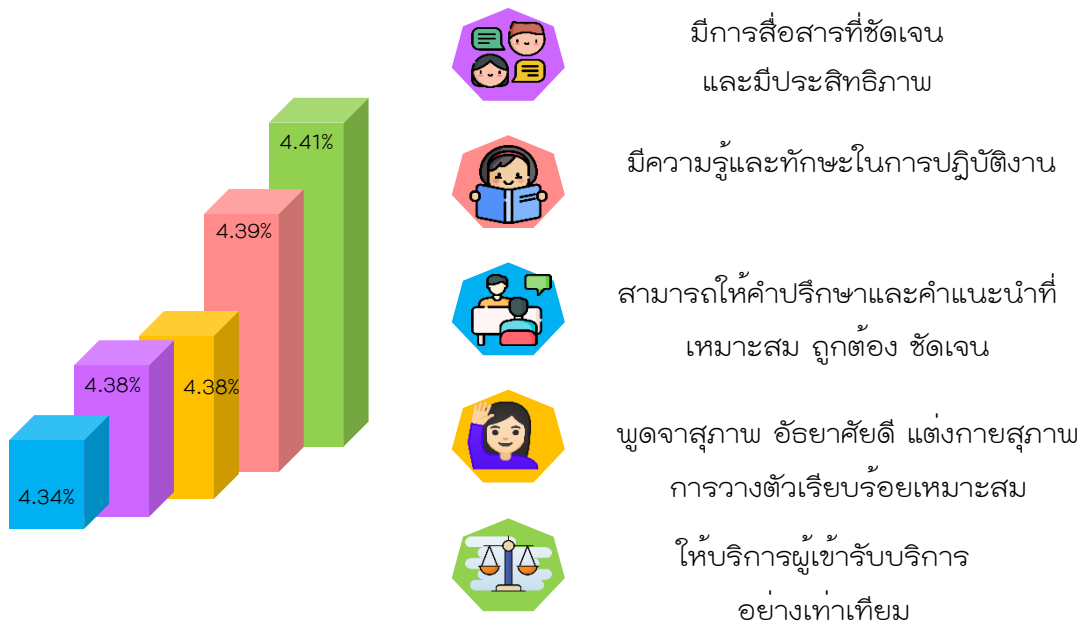 4.41%
4.39%
4.38%
4.38%
4.34%
มีการสื่อสารที่ชัดเจน
และมีประสิทธิภาพ
มีความรู้และทักษะในการปฏิบัติงาน
สามารถให้คำปรึกษาและคำแนะนำที่
เหมาะสม ถูกต้อง ชัดเจน
พูดจาสุภาพ อัธยาศัยดี แต่งกายสุภาพ
การวางตัวเรียบร้อยเหมาะสม
ให้บริการผู้เข้ารับบริการ
อย่างเท่าเทียม